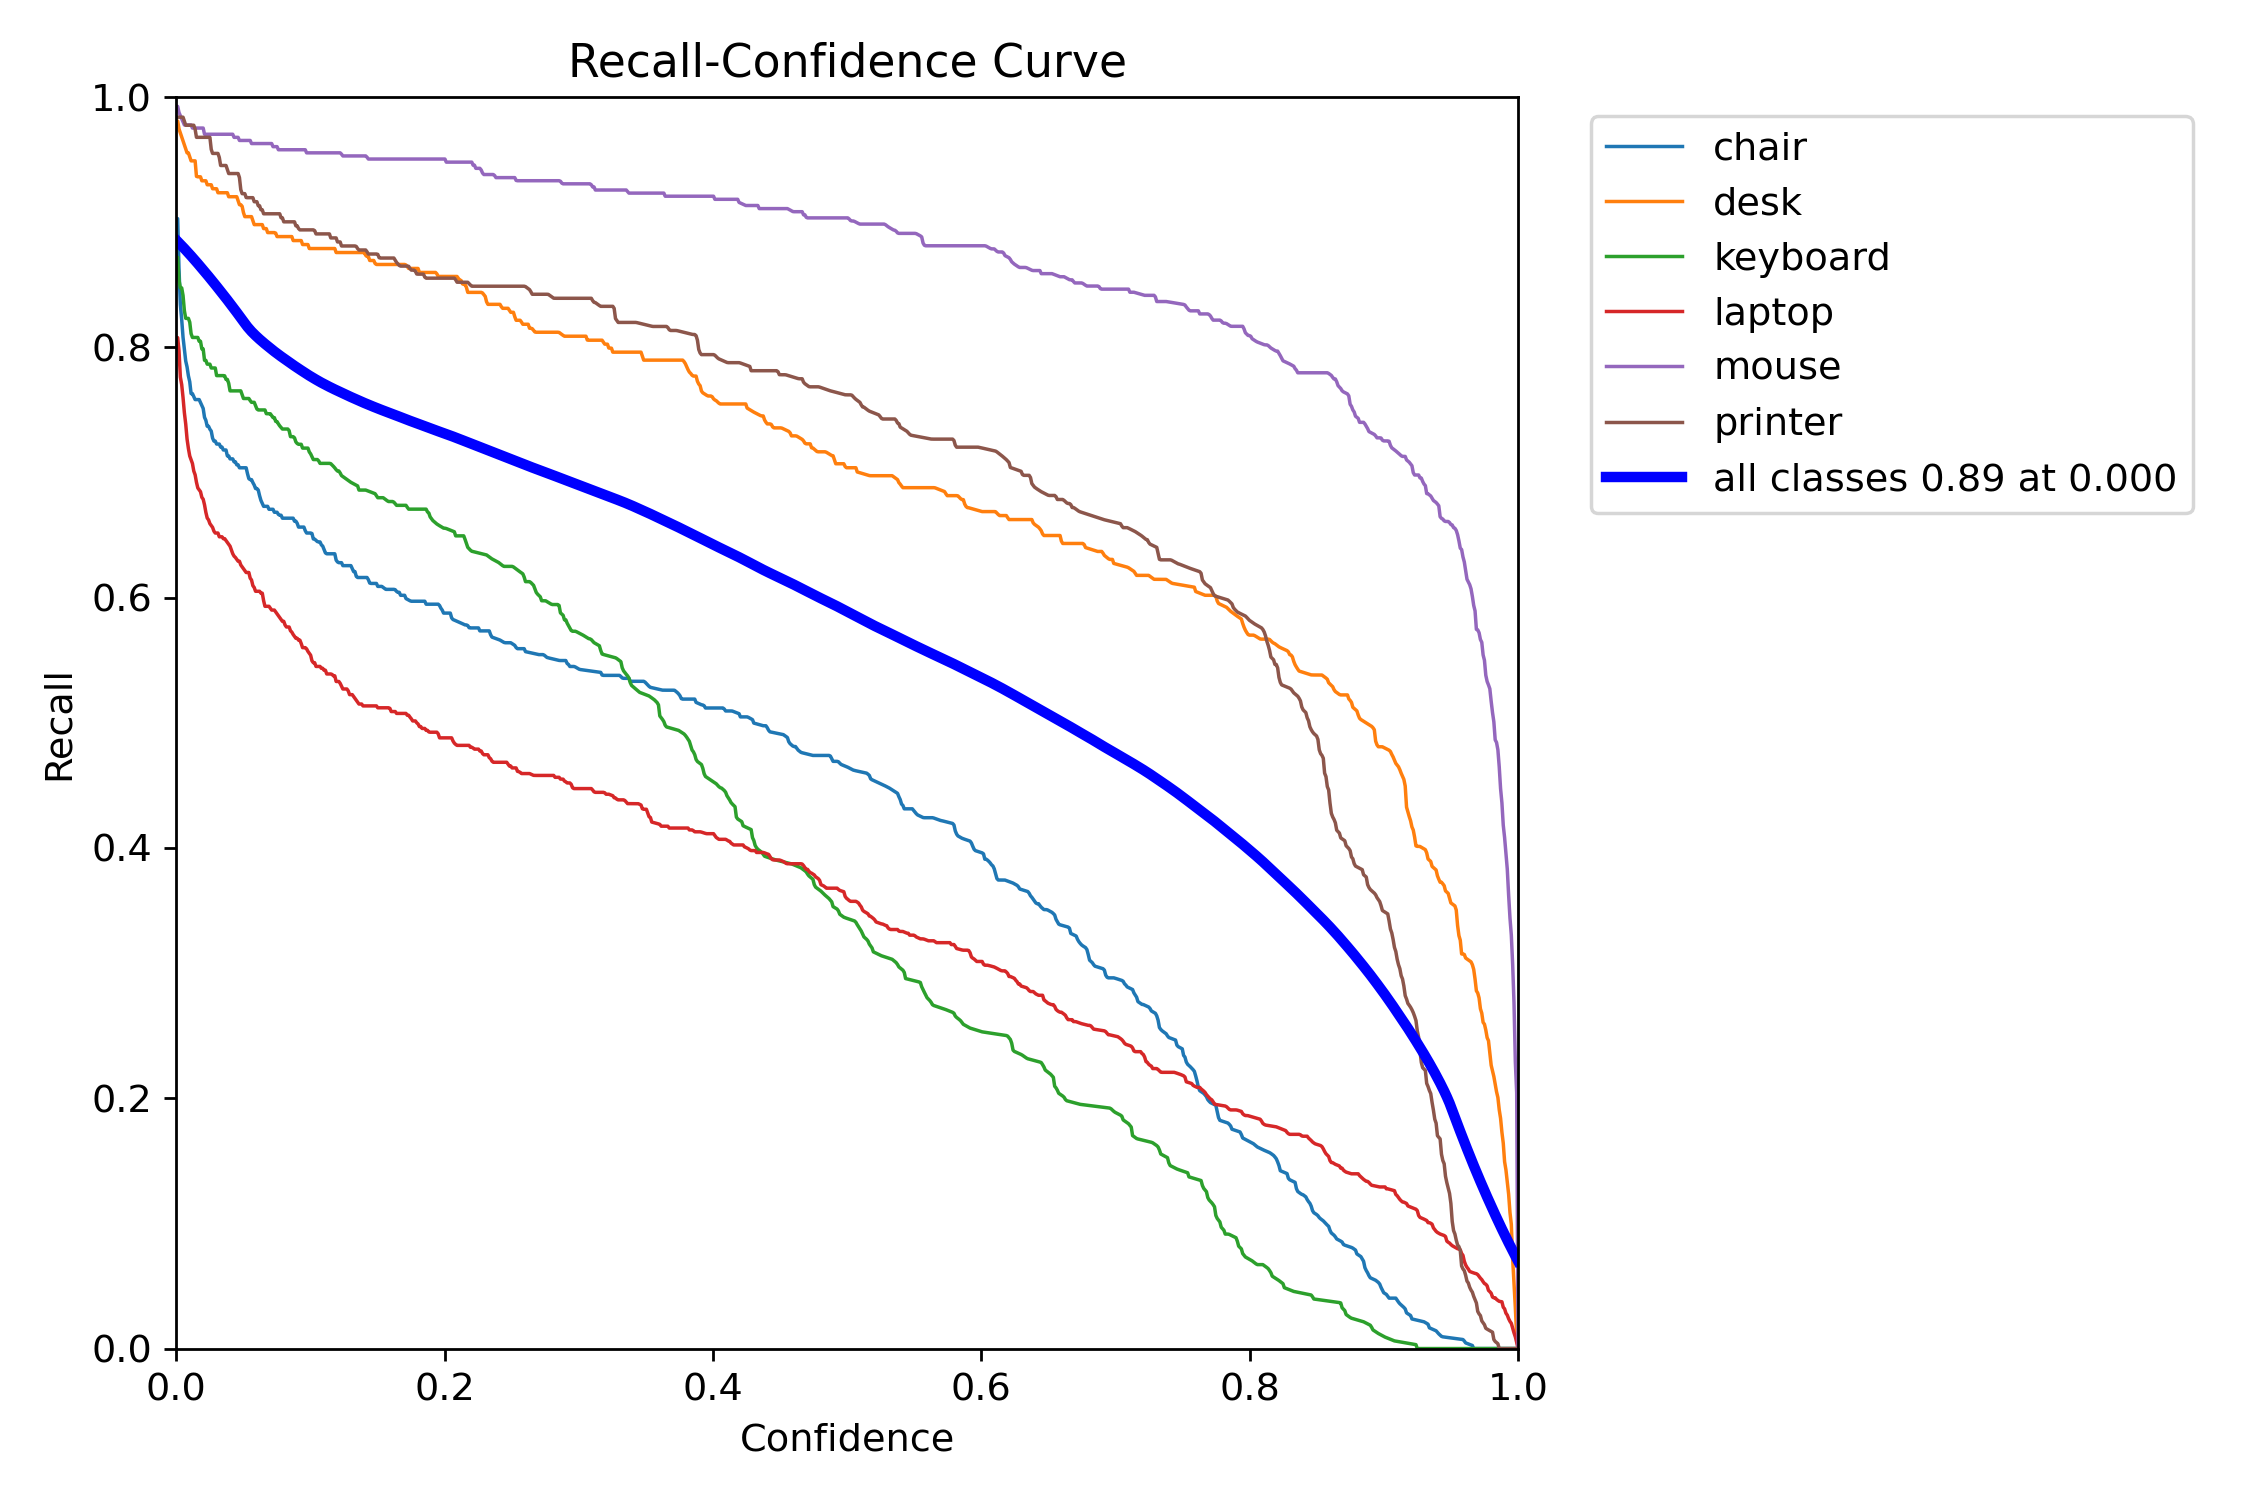 Recall-Confidence Curve
1.0
0.8
0.6
0.4
0.2
0.0
Recall
0.0 0.2 0.4 0.6 0.8 1.0
Confidence
chair
desk
keyboard
laptop
mouse
printer
all classes 0.89 at 0.000